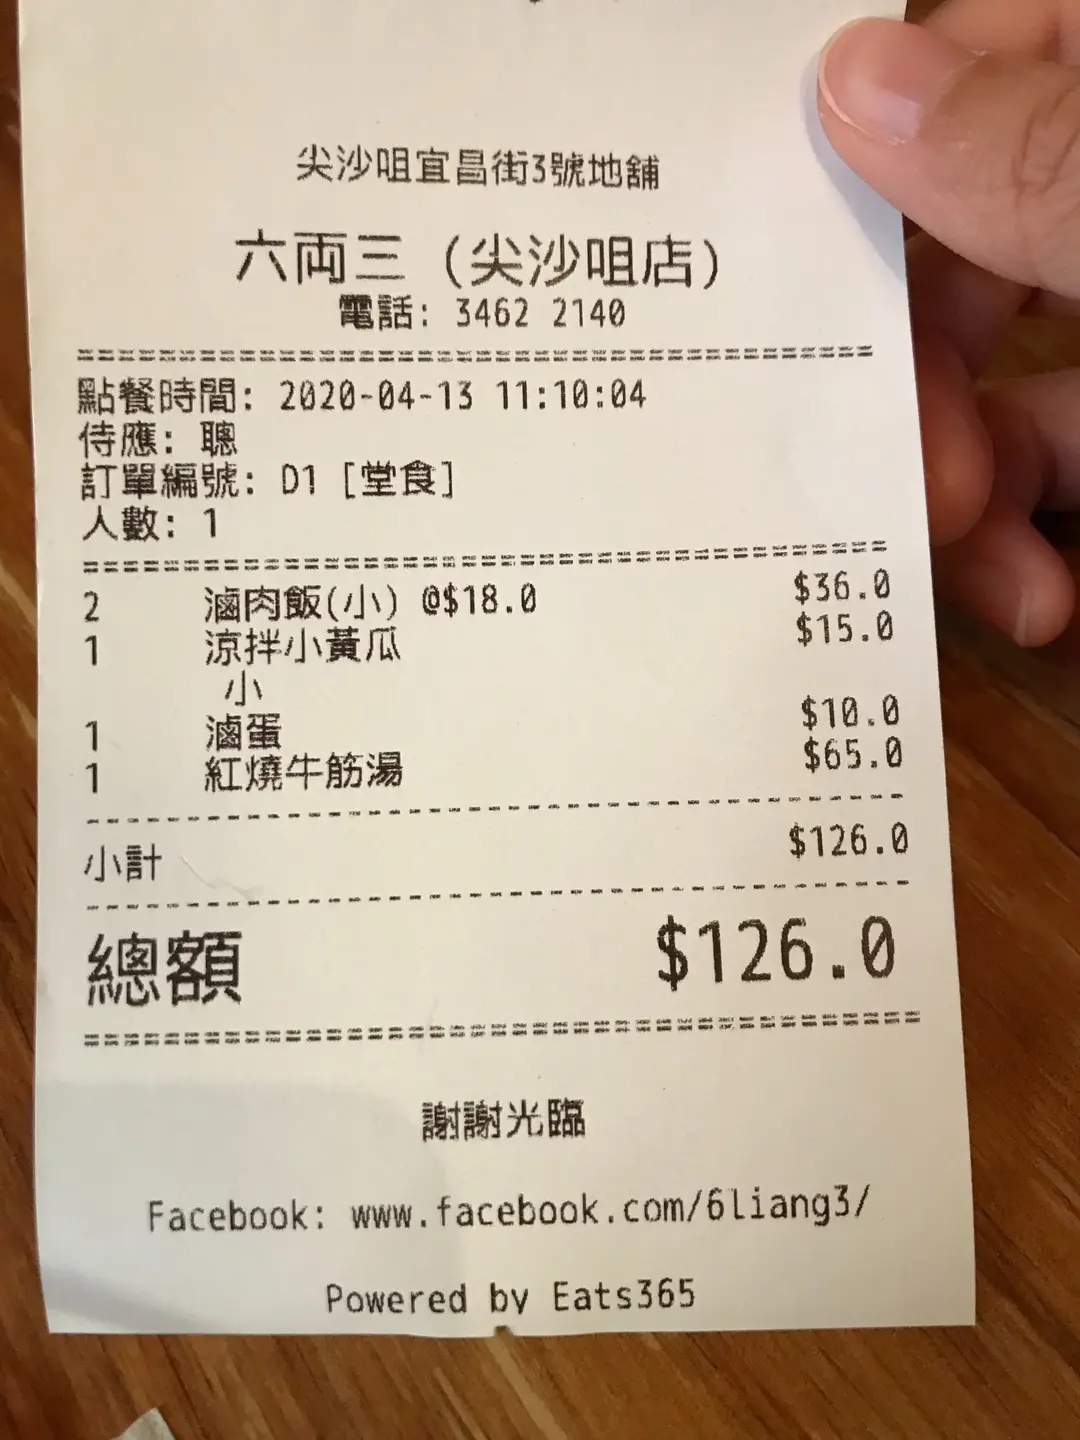 尖沙咀宜昌街3號地舖
六両三 (尖沙咀店)
電話: 3462 2140
點餐時間: 2020-04-13 11:10:04
侍應: 聰
訂單編號: D1 [堂食]
人數: 1
2 滷肉飯(小) @$18.0 $36.0
1 涼拌小黃瓜 $15.0
小
1 滷蛋 $10.0
1 紅燒牛筋湯 $65.0
小計 $126.0
總額 $126.0
謝謝光臨
Facebook: www.facebook.com/6liang3/
Powered by Eats365